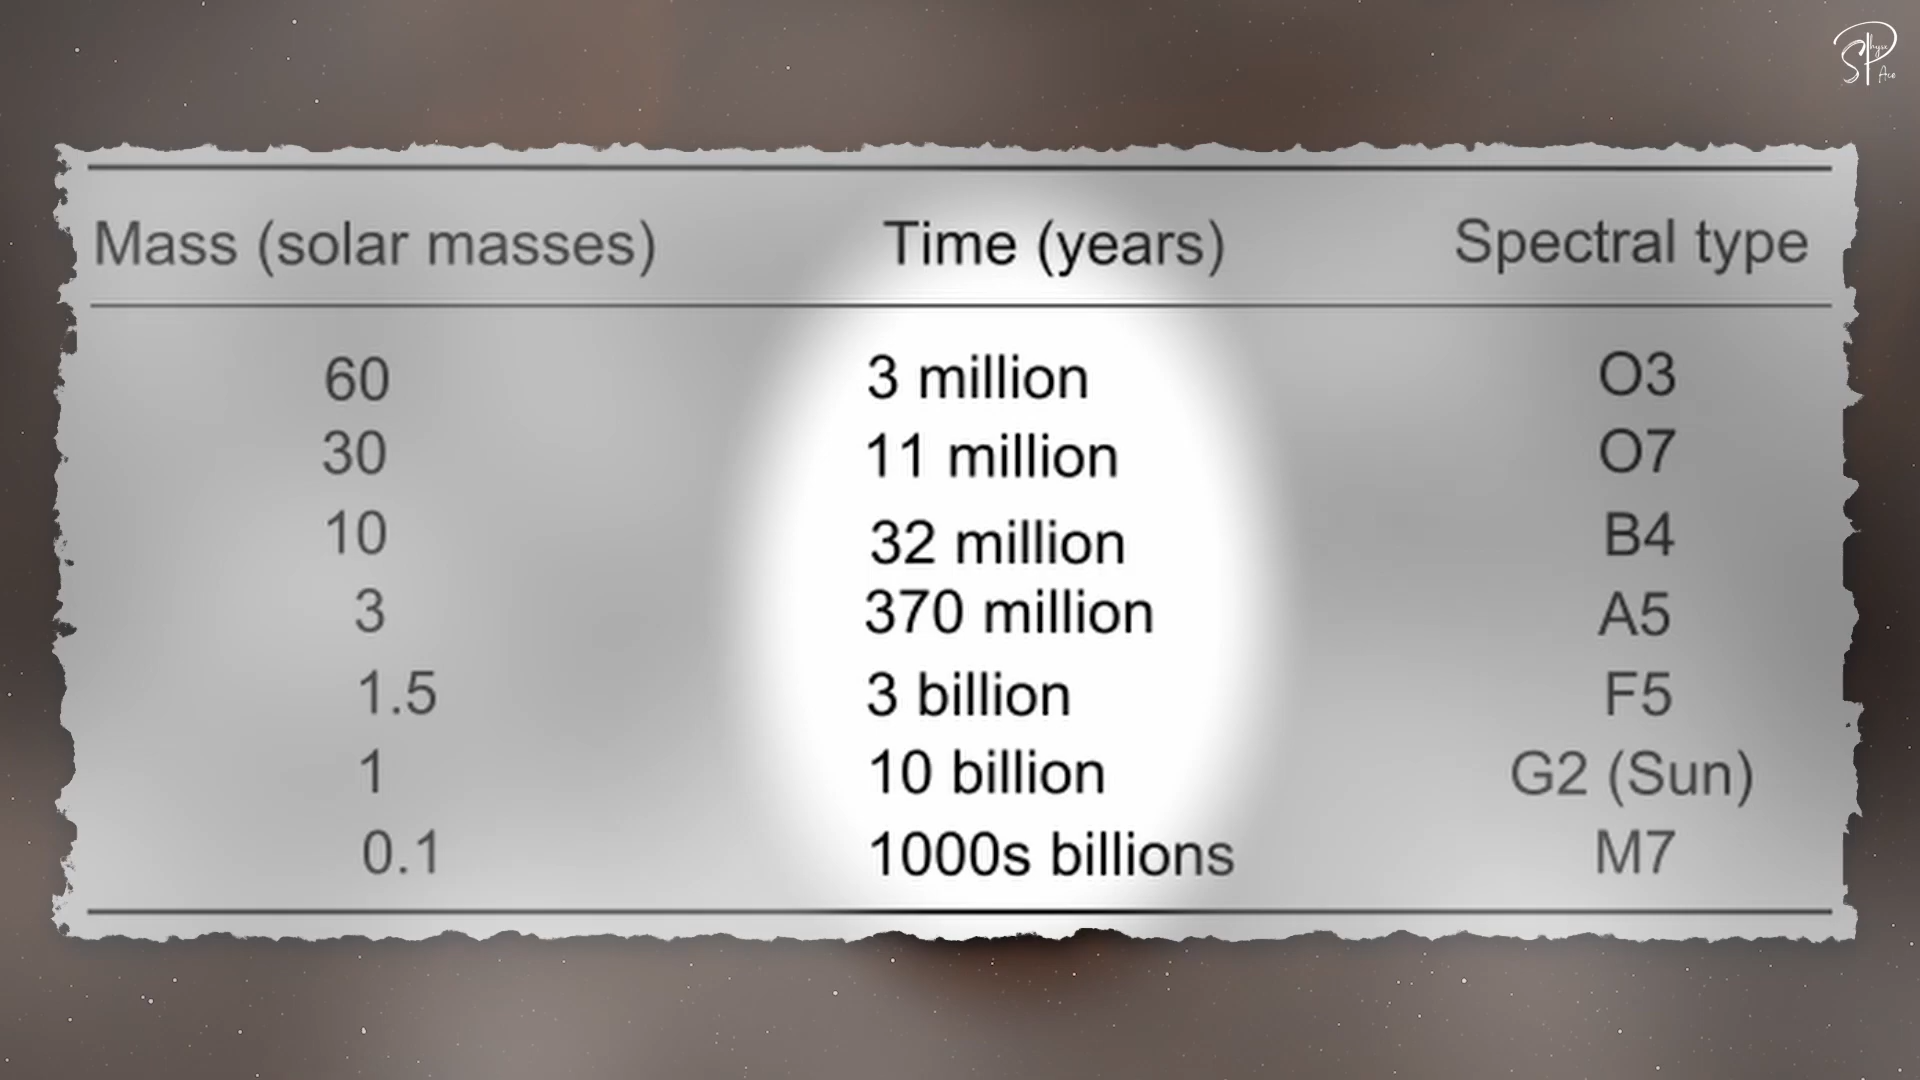 Mass (solar masses) Time (years) Spectral type
60 3 million O3
30 11 million O7
10 32 million B4
3 370 million A5
1.5 3 billion F5
1 10 billion G2 (Sun)
0.1 1000s billions M7